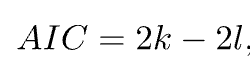 AIC = 2k − 2l,